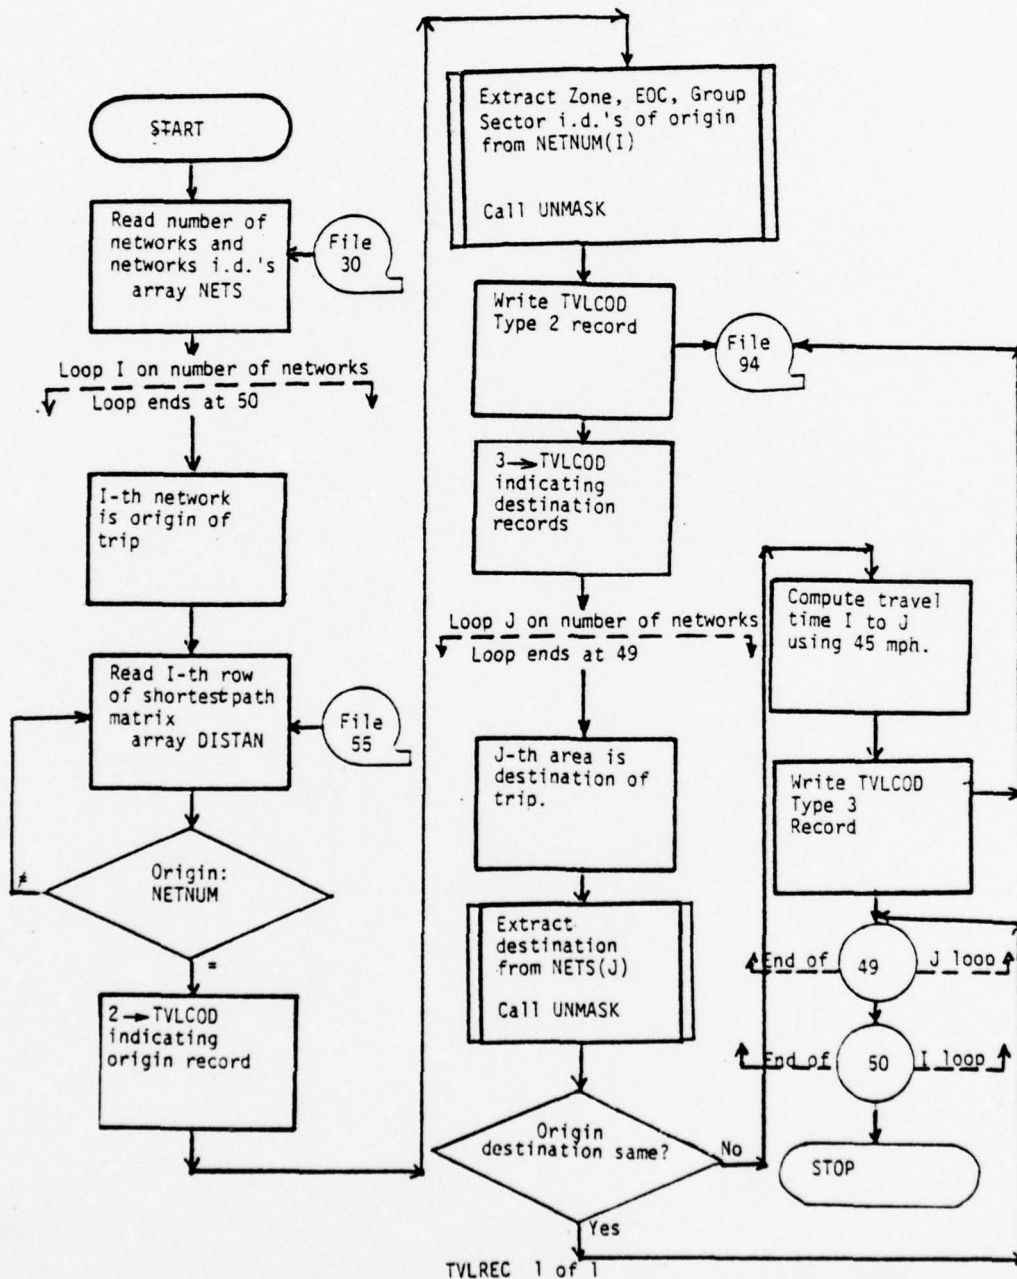 START
Read number of
networks and
networks i.d.'s
array NETS
File
30
Loop I on number of networks
Loop ends at 50
I-th network
is origin of
trip
Read I-th row
of shortest path
matrix
array DISTAN
File
55
Origin:
NETNUM
≠
=
2→TVLCOD
indicating
origin record
Extract Zone, EOC, Group
Sector i.d.'s of origin
from NETNUM(I)
Call UNMASK
Write TVLCOD
Type 2 record
File
94
3→TVLCOD
indicating
destination
records
Loop J on number of networks
Loop ends at 49
J-th area is
destination of
trip.
Extract
destination
from NETS(J)
Call UNMASK
Origin
destination same?
No
Yes
Compute travel
time I to J
using 45 mph.
Write TVLCOD
Type 3
Record
End of 49 J loop
End of 50 I loop
STOP
TVLREC 1 of 1